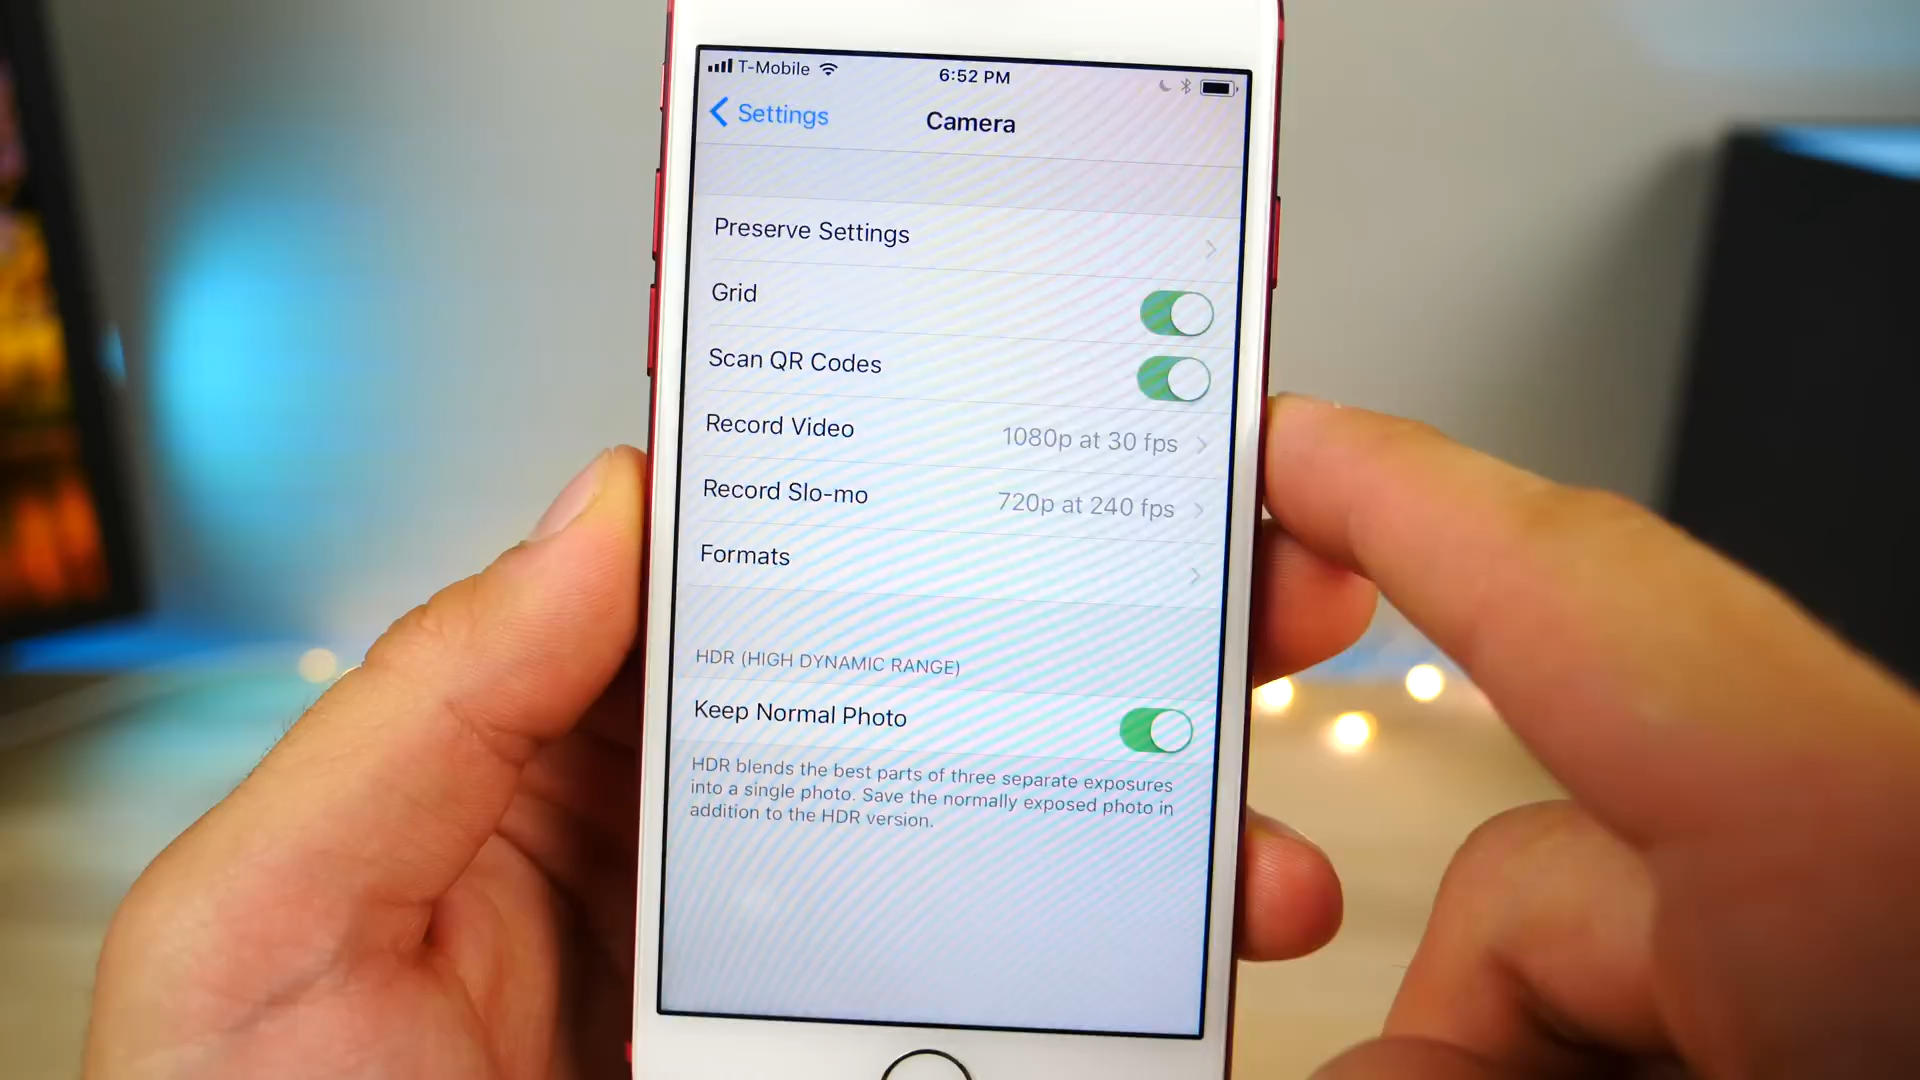 T-Mobile 6:52 PM
Settings Camera
Preserve Settings
Grid
Scan QR Codes
Record Video 1080p at 30 fps
Record Slo-mo 720p at 240 fps
Formats
HDR (HIGH DYNAMIC RANGE)
Keep Normal Photo
HDR blends the best parts of three separate exposures
into a single photo. Save the normally exposed photo in
addition to the HDR version.